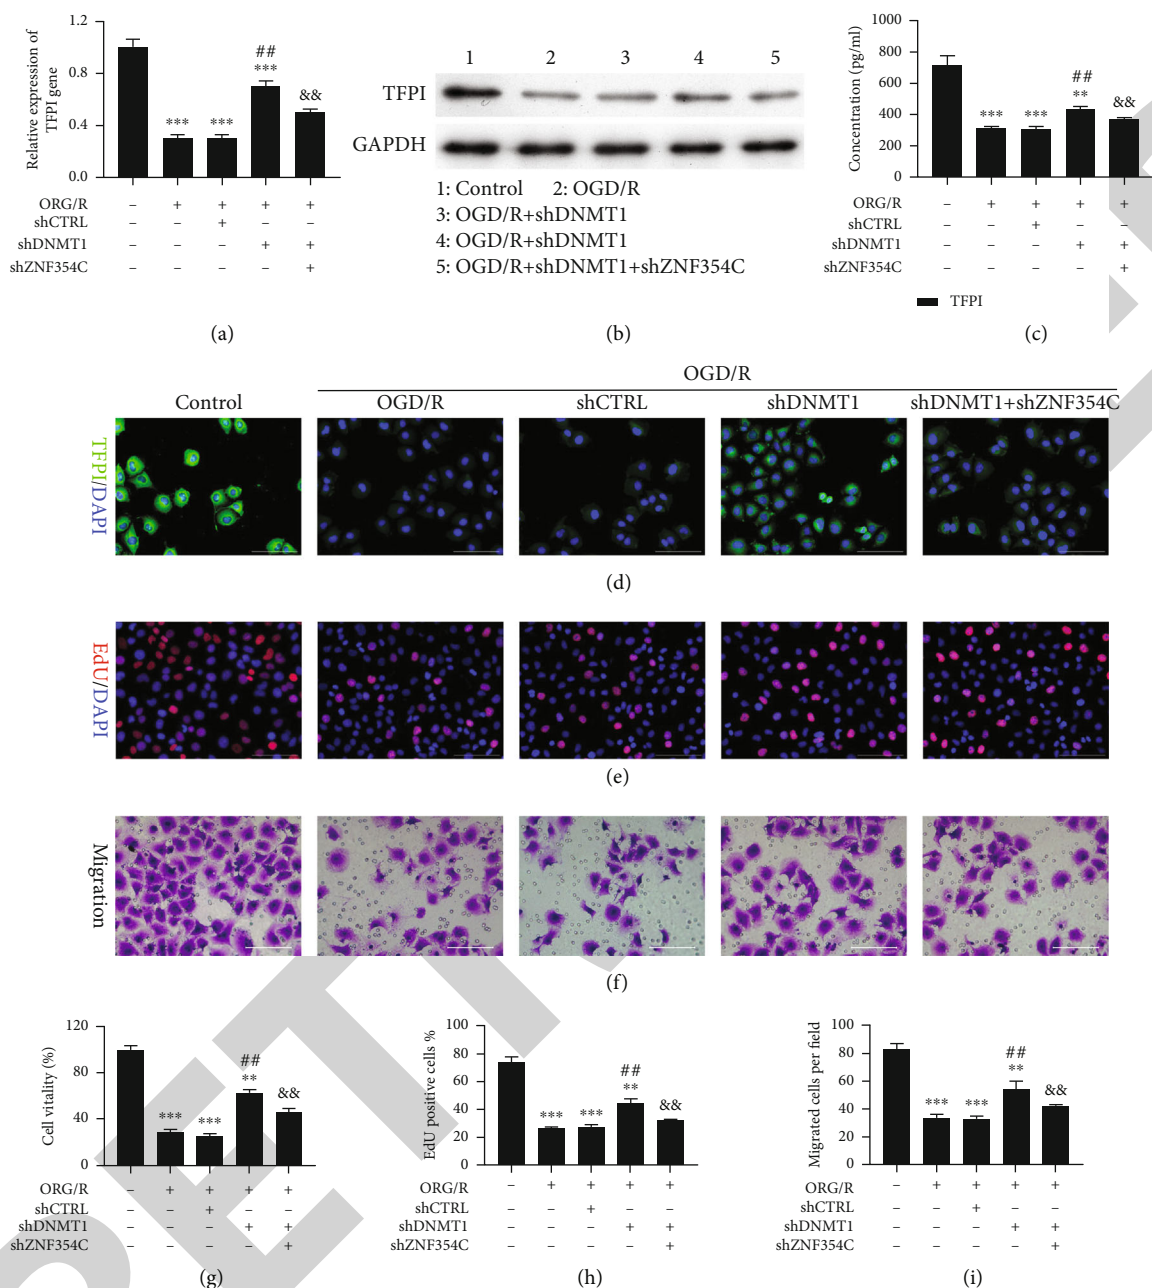 Relative expression of
TFPI gene
1.2
0.8
0.4
0.0
***
***
##
***
&&
ORG/R – + + + +
shCTRL – – + – –
shDNMT1 – – – + +
shZNF354C – – – – +
(a)
1 2 3 4 5
TFPI
GAPDH
1: Control 2: OGD/R
3: OGD/R+shDNMT1
4: OGD/R+shDNMT1
5: OGD/R+shDNMT1+shZNF354C
(b)
Concentration (pg/ml)
1000
800
600
400
200
0
***
***
##
**
&&
ORG/R – + + + +
shCTRL – – + – –
shDNMT1 – – – + +
shZNF354C – – – – +
TFPI
(c)
OGD/R
Control OGD/R shCTRL shDNMT1 shDNMT1+shZNF354C
TFPI/DAPI
(d)
EdU/DAPI
(e)
Migration
(f)
Cell vitality (%)
120
80
40
0
***
***
##
**
&&
ORG/R – + + + +
shCTRL – – + – –
shDNMT1 – – – + +
shZNF354C – – – – +
(g)
EdU positive cells %
100
80
60
40
20
0
***
***
##
**
&&
ORG/R – + + + +
shCTRL – – + – –
shDNMT1 – – – + +
shZNF354C – – – – +
(h)
Migrated cells per field
100
80
60
40
20
0
***
***
##
**
&&
ORG/R – + + + +
shCTRL – – + – –
shDNMT1 – – – + +
shZNF354C – – – – +
(i)